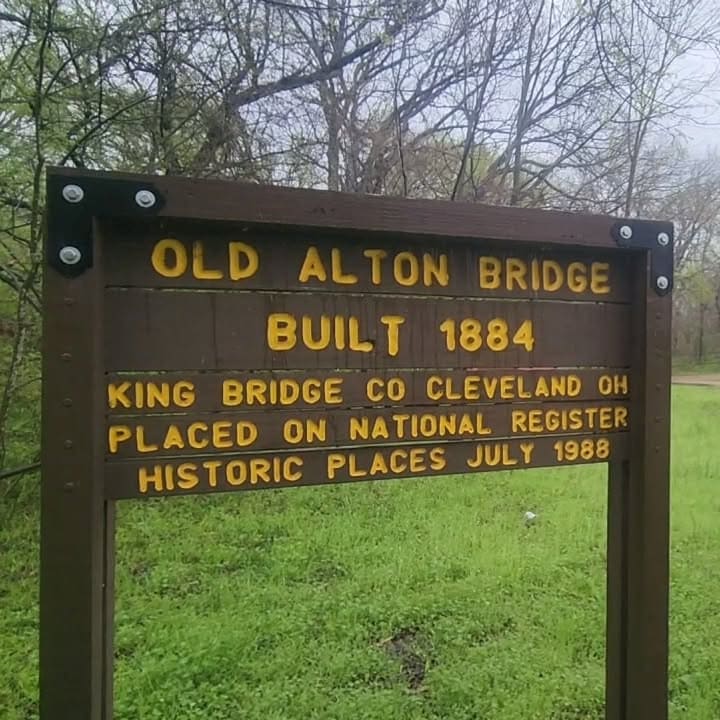 OLD ALTON BRIDGE
BUILT 1884
KING BRIDGE CO CLEVELAND OH
PLACED ON NATIONAL REGISTER
HISTORIC PLACES JULY 1988